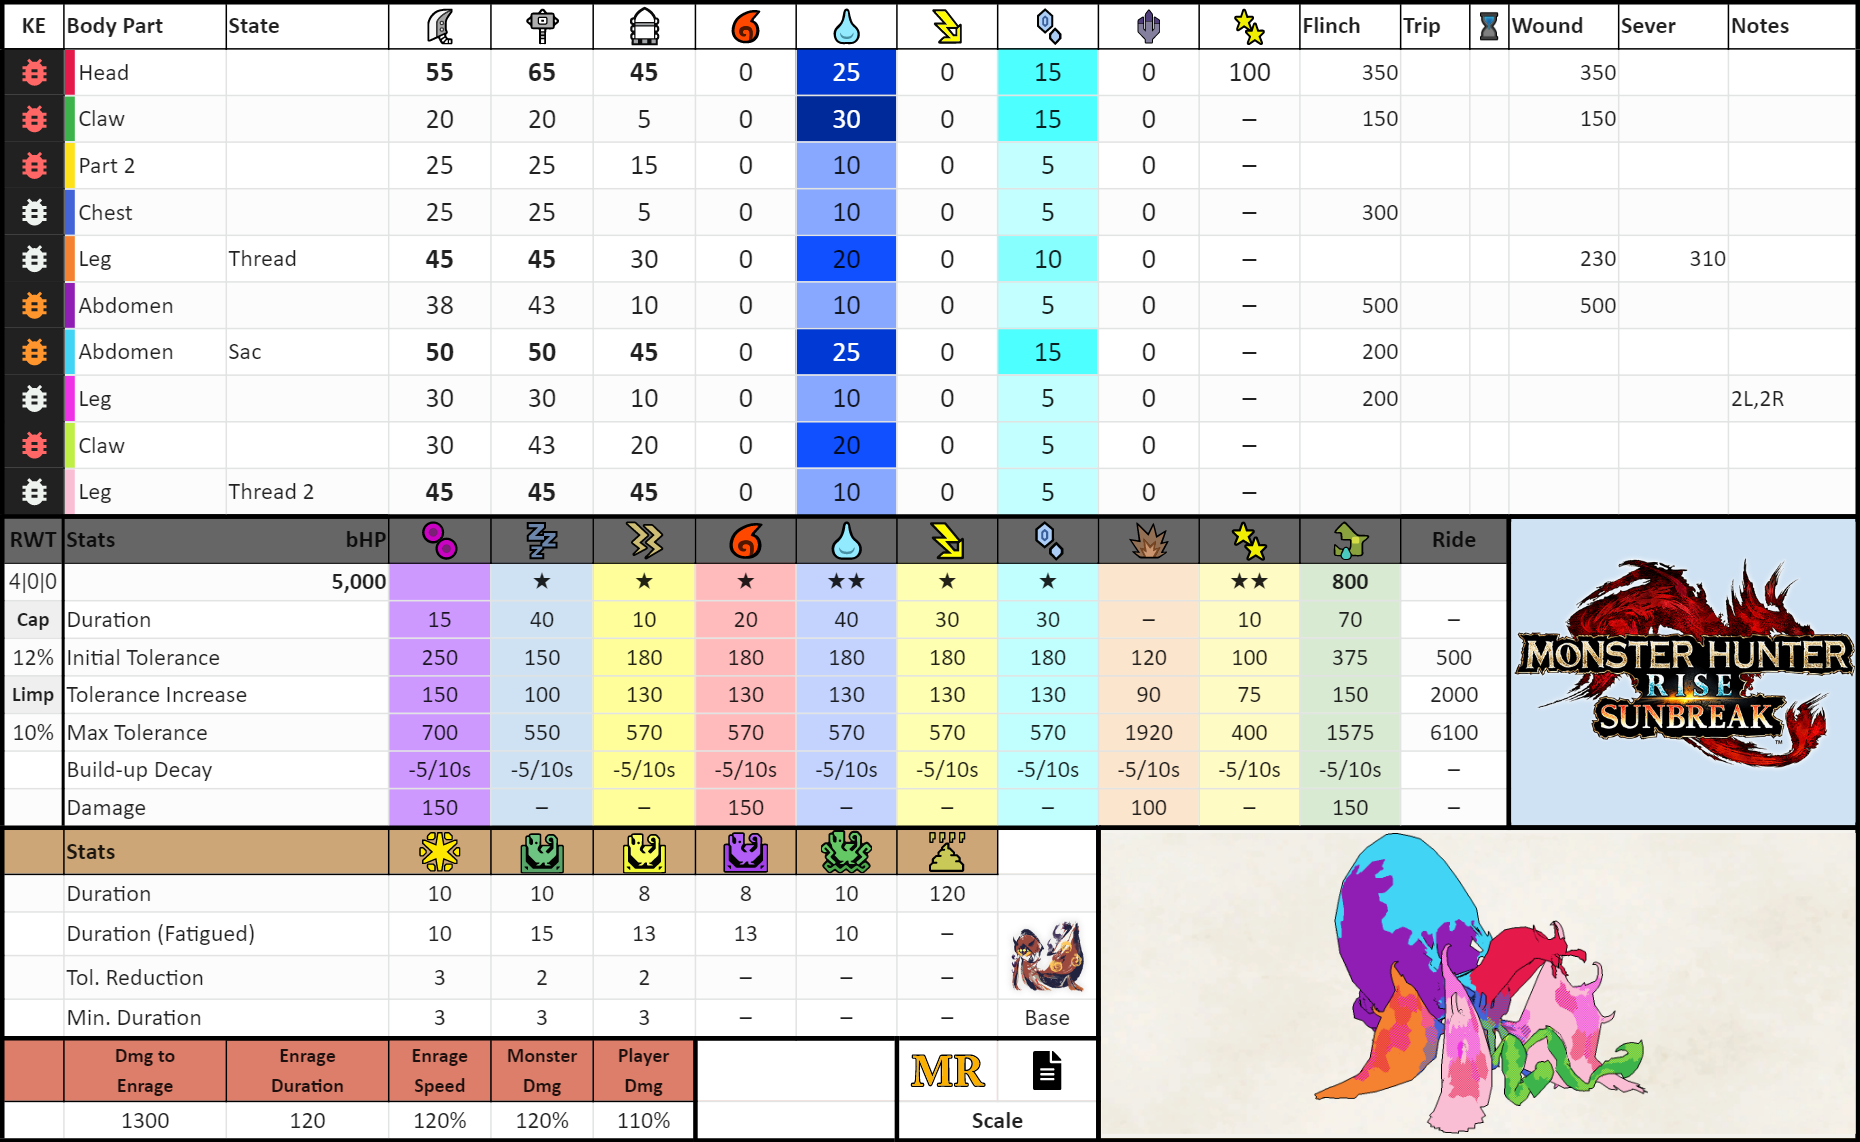 KE Body Part State Flinch Trip Wound Sever Notes
Head 55 65 45 0 25 0 15 0 100 350 350
Claw 20 20 5 0 30 0 15 0 – 150 150
Part 2 25 25 15 0 10 0 5 0 –
Chest 25 25 5 0 10 0 5 0 – 300
Leg Thread 45 45 30 0 20 0 10 0 – 230 310
Abdomen 38 43 10 0 10 0 5 0 – 500 500
Abdomen Sac 50 50 45 0 25 0 15 0 – 200
Leg 30 30 10 0 10 0 5 0 – 200 2L,2R
Claw 30 43 20 0 20 0 5 0 –
Leg Thread 2 45 45 45 0 10 0 5 0 –
RWT Stats bHP Ride
4|0|0 5,000 ★ ★ ★ ★★ ★ ★ ★★ 800
Cap Duration 15 40 10 20 40 30 30 – 10 70 –
12% Initial Tolerance 250 150 180 180 180 180 180 120 100 375 500
Limp Tolerance Increase 150 100 130 130 130 130 130 90 75 150 2000
10% Max Tolerance 700 550 570 570 570 570 570 1920 400 1575 6100
Build-up Decay -5/10s -5/10s -5/10s -5/10s -5/10s -5/10s -5/10s -5/10s -5/10s -5/10s –
Damage 150 – – 150 – – – 100 – 150 –
MONSTER HUNTER
RISE
SUNBREAK
™
Stats
Duration 10 10 8 8 10 120
Duration (Fatigued) 10 15 13 13 10 –
Tol. Reduction 3 2 2 – – –
Min. Duration 3 3 3 – – – Base
Dmg to Enrage Enrage Monster Player
Enrage Duration Speed Dmg Dmg
MR
1300 120 120% 120% 110% Scale